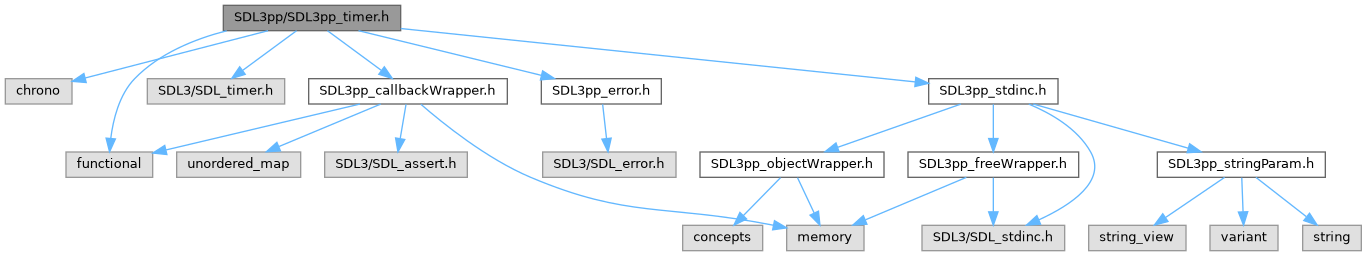 SDL3pp/SDL3pp_timer.h
chrono
SDL3/SDL_timer.h
SDL3pp_callbackWrapper.h
SDL3pp_error.h
SDL3pp_stdinc.h
functional
unordered_map
SDL3/SDL_assert.h
SDL3/SDL_error.h
SDL3pp_objectWrapper.h
SDL3pp_freeWrapper.h
SDL3pp_stringParam.h
concepts
memory
SDL3/SDL_stdinc.h
string_view
variant
string